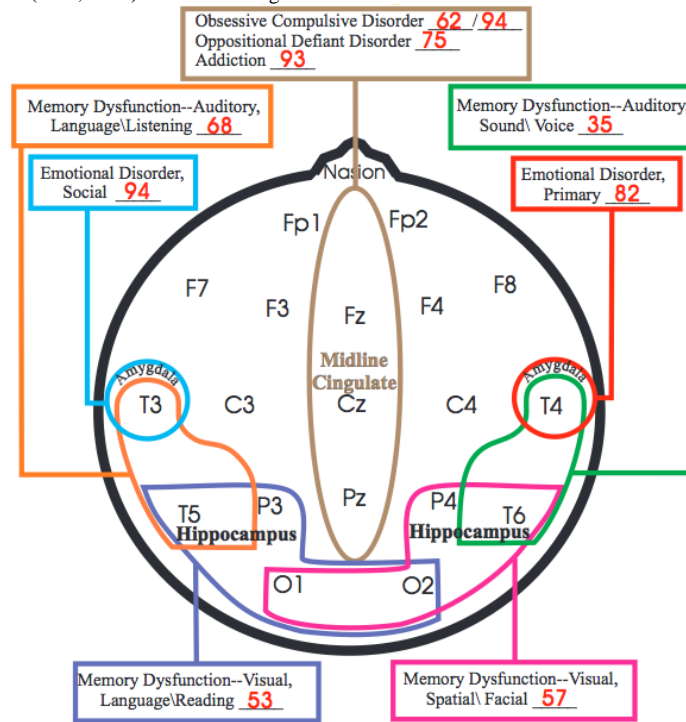 Obsessive Compulsive Disorder 62 / 94
Oppositional Defiant Disorder 75
Addiction 93
Memory Dysfunction--Auditory,
Language\Listening 68
Memory Dysfunction--Auditory
Sound\ Voice 35
Emotional Disorder,
Social 94
Emotional Disorder,
Primary 82
Nasion
Fp1 Fp2
F7 F3 Fz F4 F8
Midline
Cingulate
Amygdala
Amygdala
T3 C3 Cz C4 T4
T5 P3 Pz P4 T6
Hippocampus
Hippocampus
O1 O2
Memory Dysfunction--Visual,
Language\Reading 53
Memory Dysfunction--Visual,
Spatial\ Facial 57